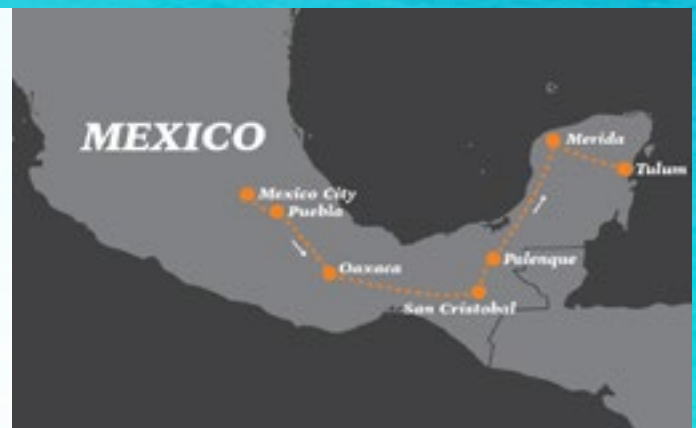 MEXICO
Merida
Tulum
Mexico City
Puebla
Oaxaca
Palenque
San Cristobal